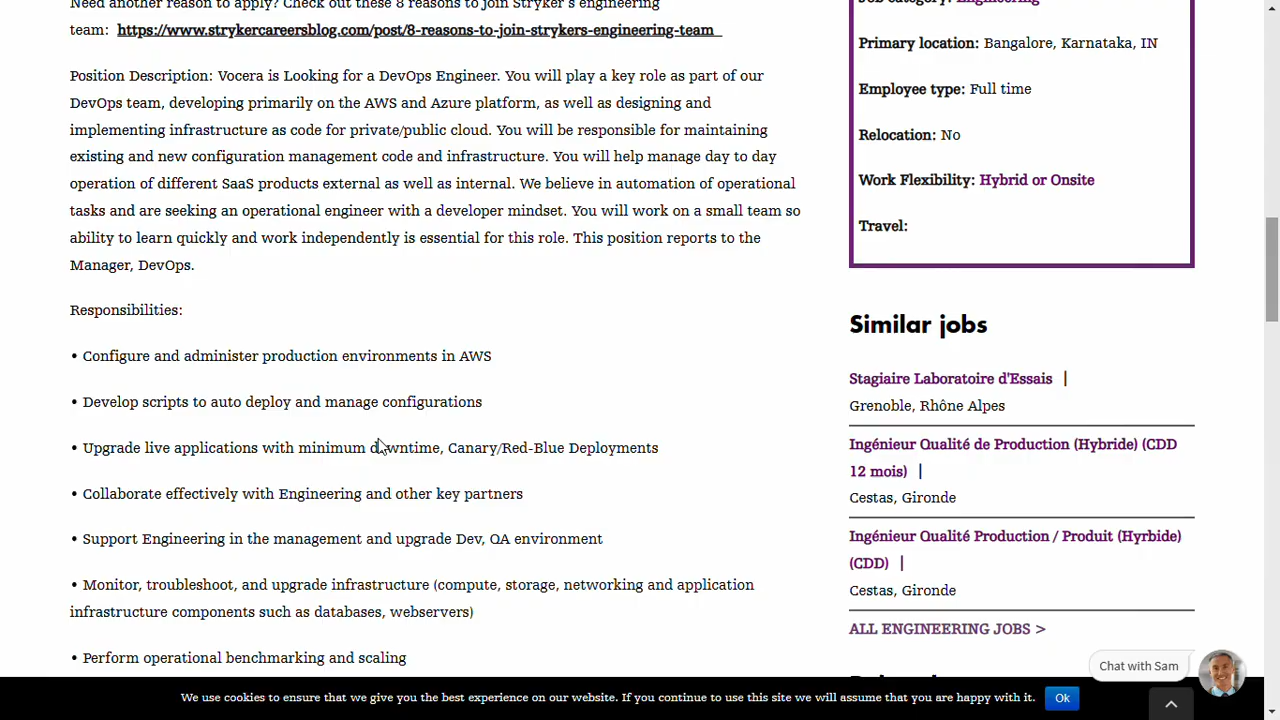 Need another reason to apply? Check out these 8 reasons to join Stryker's engineering
team: https://www.strykercareersblog.com/post/8-reasons-to-join-strykers-engineering-team
Position Description: Vocera is Looking for a DevOps Engineer. You will play a key role as part of our
DevOps team, developing primarily on the AWS and Azure platform, as well as designing and
implementing infrastructure as code for private/public cloud. You will be responsible for maintaining
existing and new configuration management code and infrastructure. You will help manage day to day
operation of different SaaS products external as well as internal. We believe in automation of operational
tasks and are seeking an operational engineer with a developer mindset. You will work on a small team so
ability to learn quickly and work independently is essential for this role. This position reports to the
Manager, DevOps.
Responsibilities:
• Configure and administer production environments in AWS
• Develop scripts to auto deploy and manage configurations
• Upgrade live applications with minimum downtime, Canary/Red-Blue Deployments
• Collaborate effectively with Engineering and other key partners
• Support Engineering in the management and upgrade Dev, QA environment
• Monitor, troubleshoot, and upgrade infrastructure (compute, storage, networking and application
infrastructure components such as databases, webservers)
• Perform operational benchmarking and scaling
Job category: Engineering
Primary location: Bangalore, Karnataka, IN
Employee type: Full time
Relocation: No
Work Flexibility: Hybrid or Onsite
Travel:
Similar jobs
Stagiaire Laboratoire d'Essais |
Grenoble, Rhône Alpes
Ingénieur Qualité de Production (Hybride) (CDD
12 mois) |
Cestas, Gironde
Ingénieur Qualité Production / Produit (Hyrbide)
(CDD) |
Cestas, Gironde
ALL ENGINEERING JOBS >
Chat with Sam
We use cookies to ensure that we give you the best experience on our website. If you continue to use this site we will assume that you are happy with it. Ok